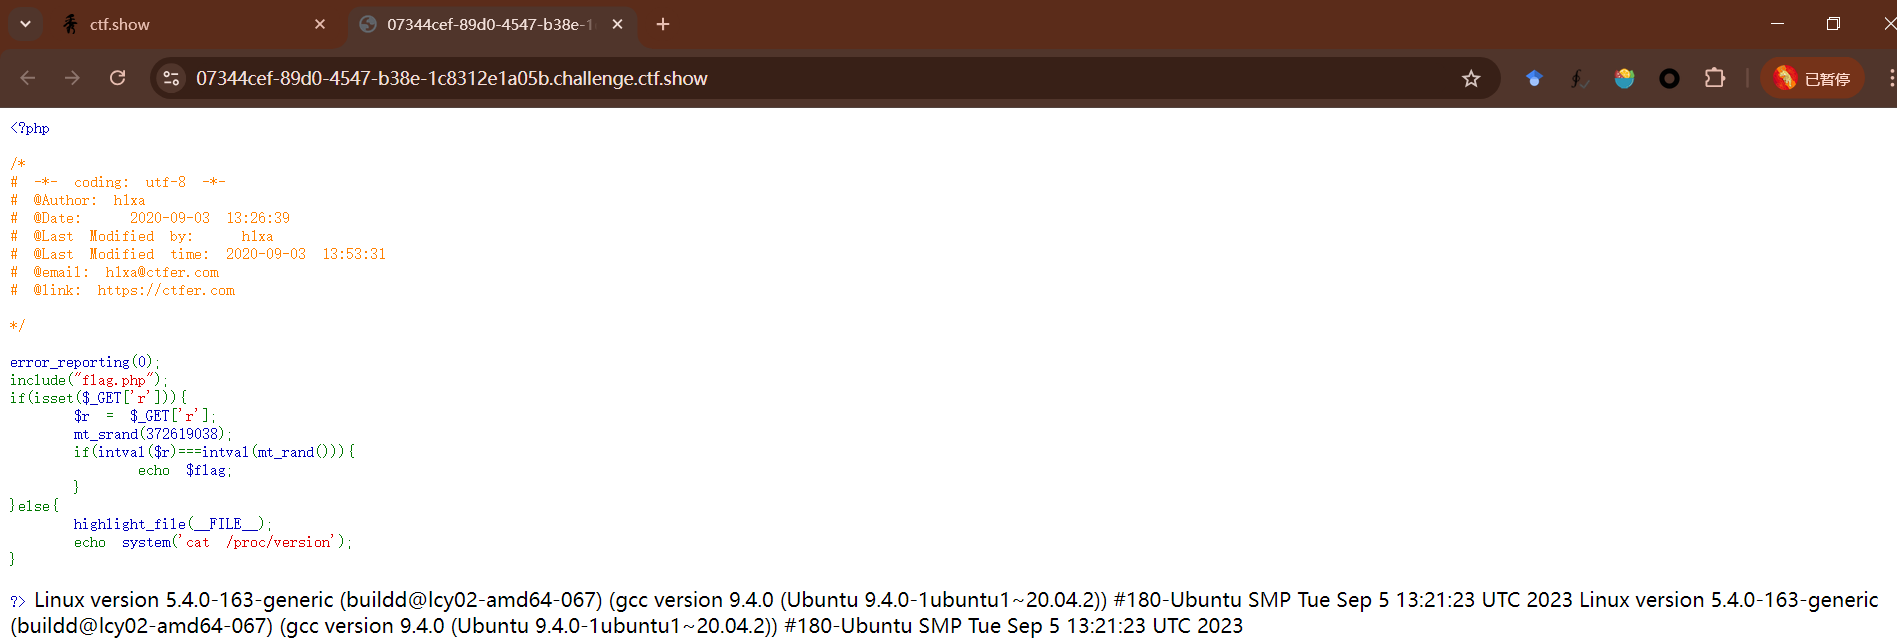 ctf.show
07344cef-89d0-4547-b38e-1
07344cef-89d0-4547-b38e-1c8312e1a05b.challenge.ctf.show
已暂停
<?php
/*
# -*- coding: utf-8 -*-
# @Author: h1xa
# @Date:   2020-09-03 13:26:39
# @Last Modified by:   h1xa
# @Last Modified time: 2020-09-03 13:53:31
# @email: h1xa@ctfer.com
# @link: https://ctfer.com
*/
error_reporting(0);
include("flag.php");
if(isset($_GET['r'])){
$r = $_GET['r'];
mt_srand(372619038);
if(intval($r)===intval(mt_rand())){
echo $flag;
}
}else{
highlight_file(__FILE__);
echo system('cat /proc/version');
}
?> Linux version 5.4.0-163-generic (buildd@lcy02-amd64-067) (gcc version 9.4.0 (Ubuntu 9.4.0-1ubuntu1~20.04.2)) #180-Ubuntu SMP Tue Sep 5 13:21:23 UTC 2023 Linux version 5.4.0-163-generic
(buildd@lcy02-amd64-067) (gcc version 9.4.0 (Ubuntu 9.4.0-1ubuntu1~20.04.2)) #180-Ubuntu SMP Tue Sep 5 13:21:23 UTC 2023